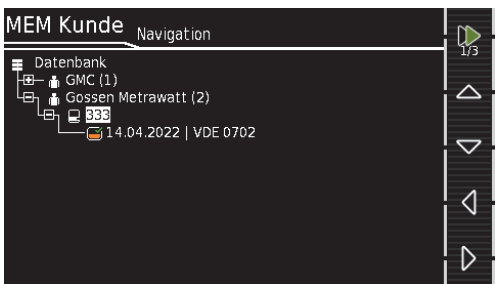 MEM Kunde Navigation
1/3
Datenbank
GMC (1)
Gossen Metrawatt (2)
333
14.04.2022 | VDE 0702